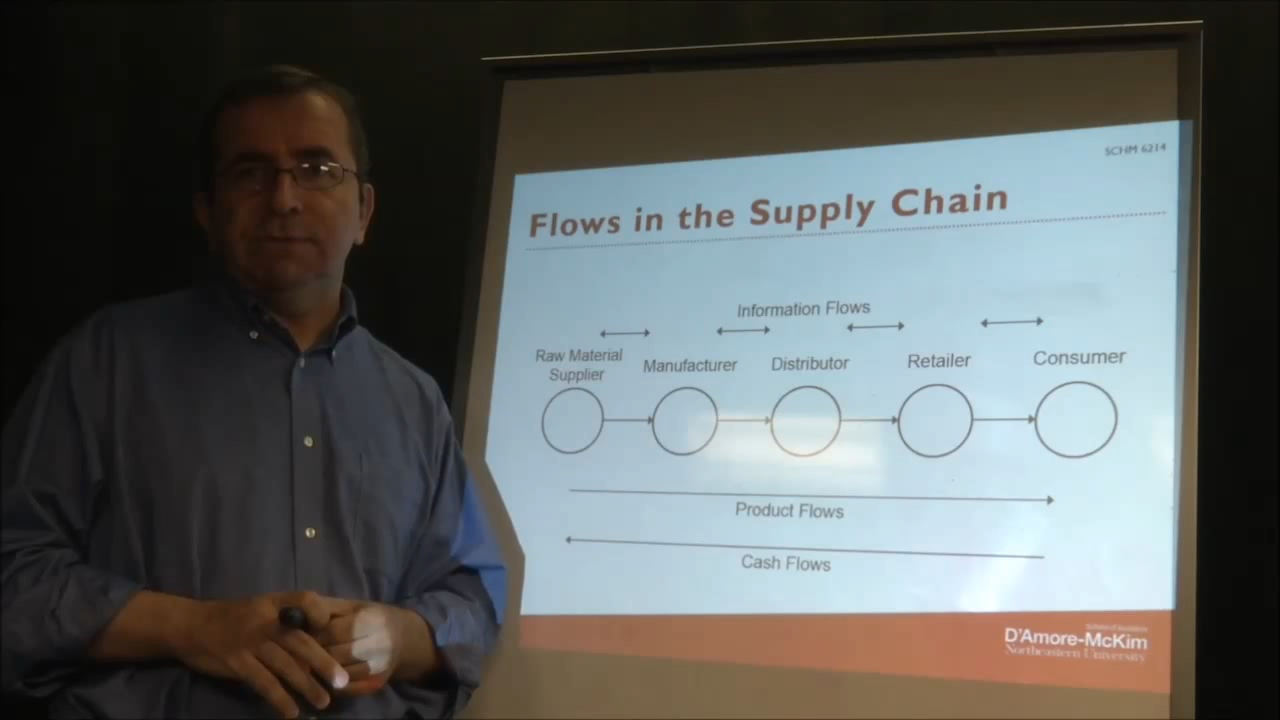 SCHM 6214
Flows in the Supply Chain
Information Flows
Raw Material
Supplier
Manufacturer
Distributor
Retailer
Consumer
Product Flows
Cash Flows
D'Amore-McKim
Northeastern University